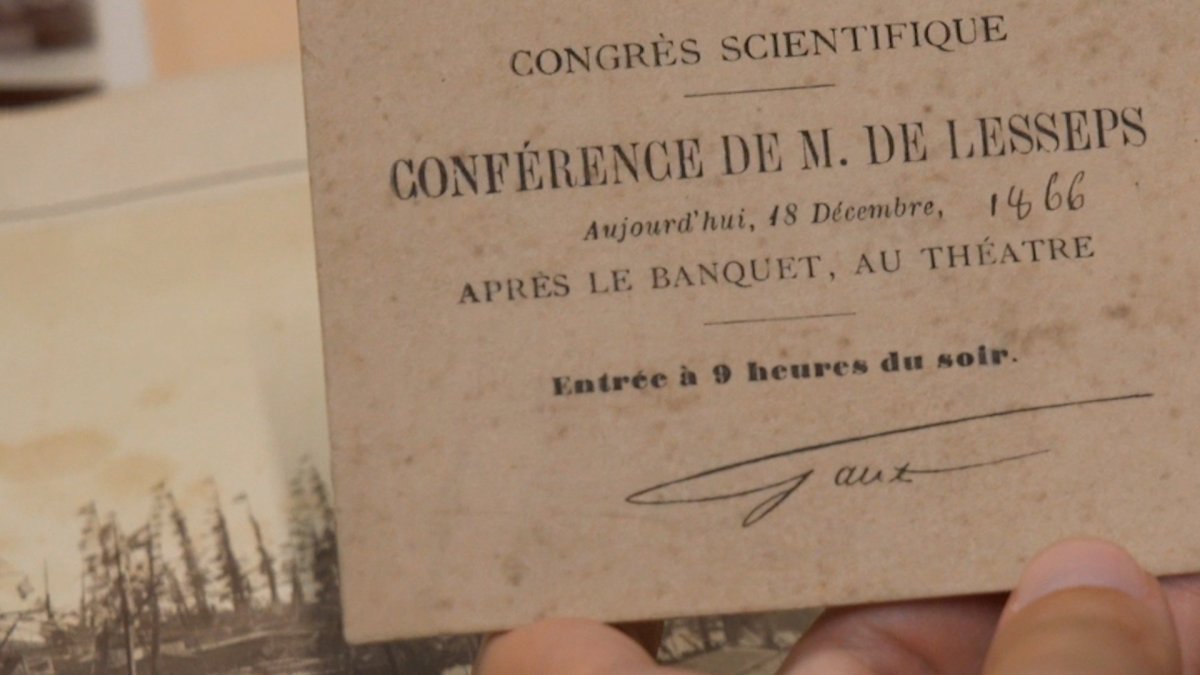 CONGRÈS SCIENTIFIQUE
CONFÉRENCE DE M. DE LESSEPS
Aujourd'hui, 18 Décembre, 1866
APRÈS LE BANQUET, AU THÉATRE
Entrée à 9 heures du soir.